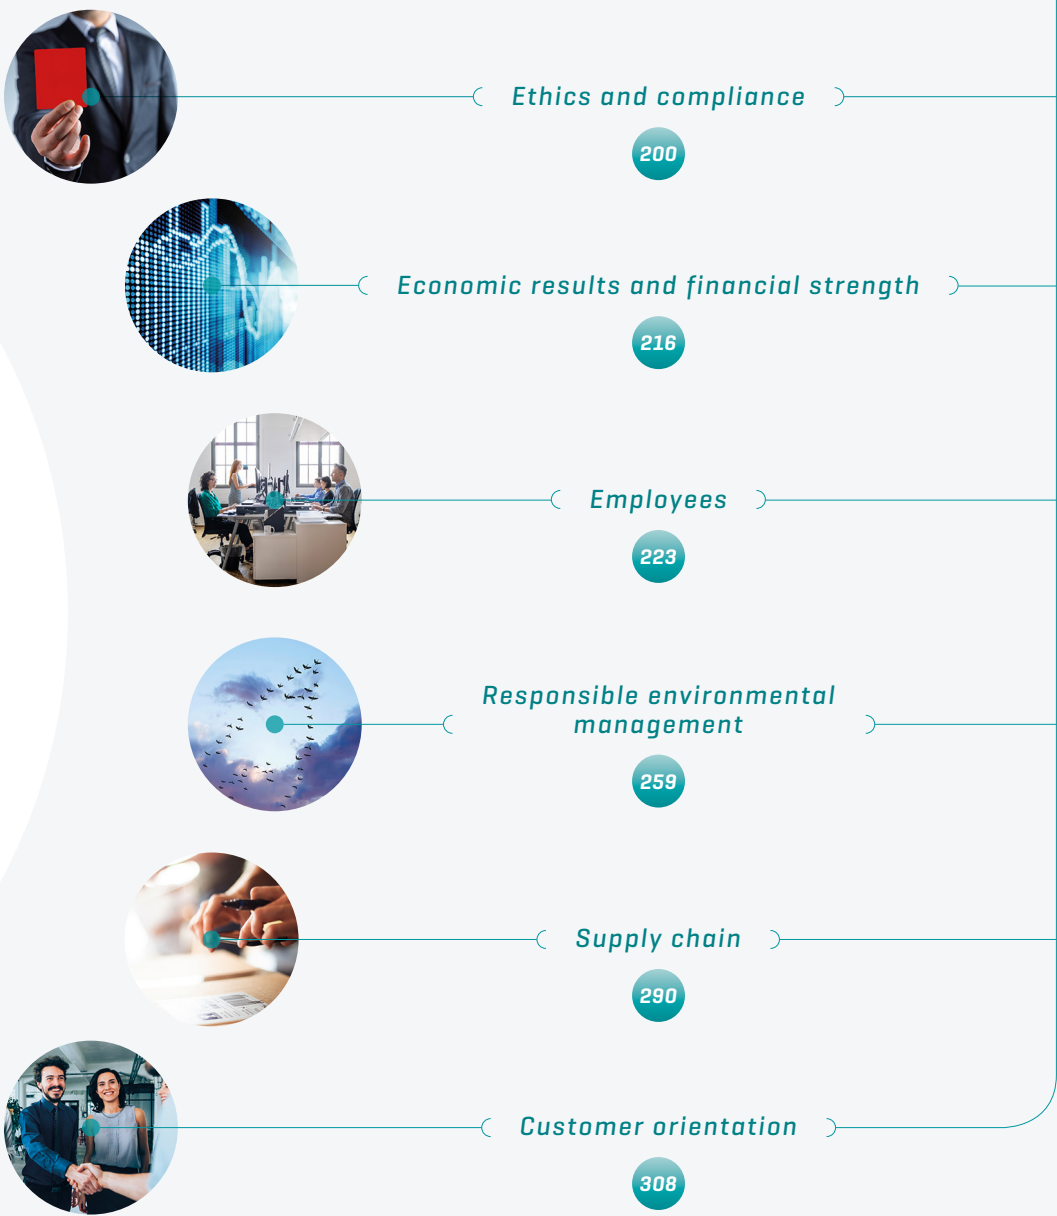 Ethics and compliance
200
Economic results and financial strength
216
Employees
223
Responsible environmental
management
259
Supply chain
290
Customer orientation
308